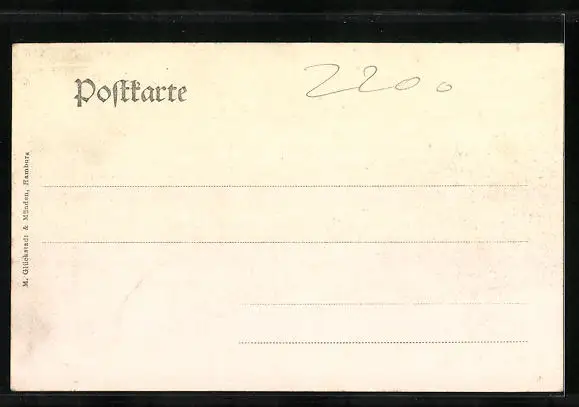 Postkarte
2200
M. Glückstadt & Münden, Hamburg